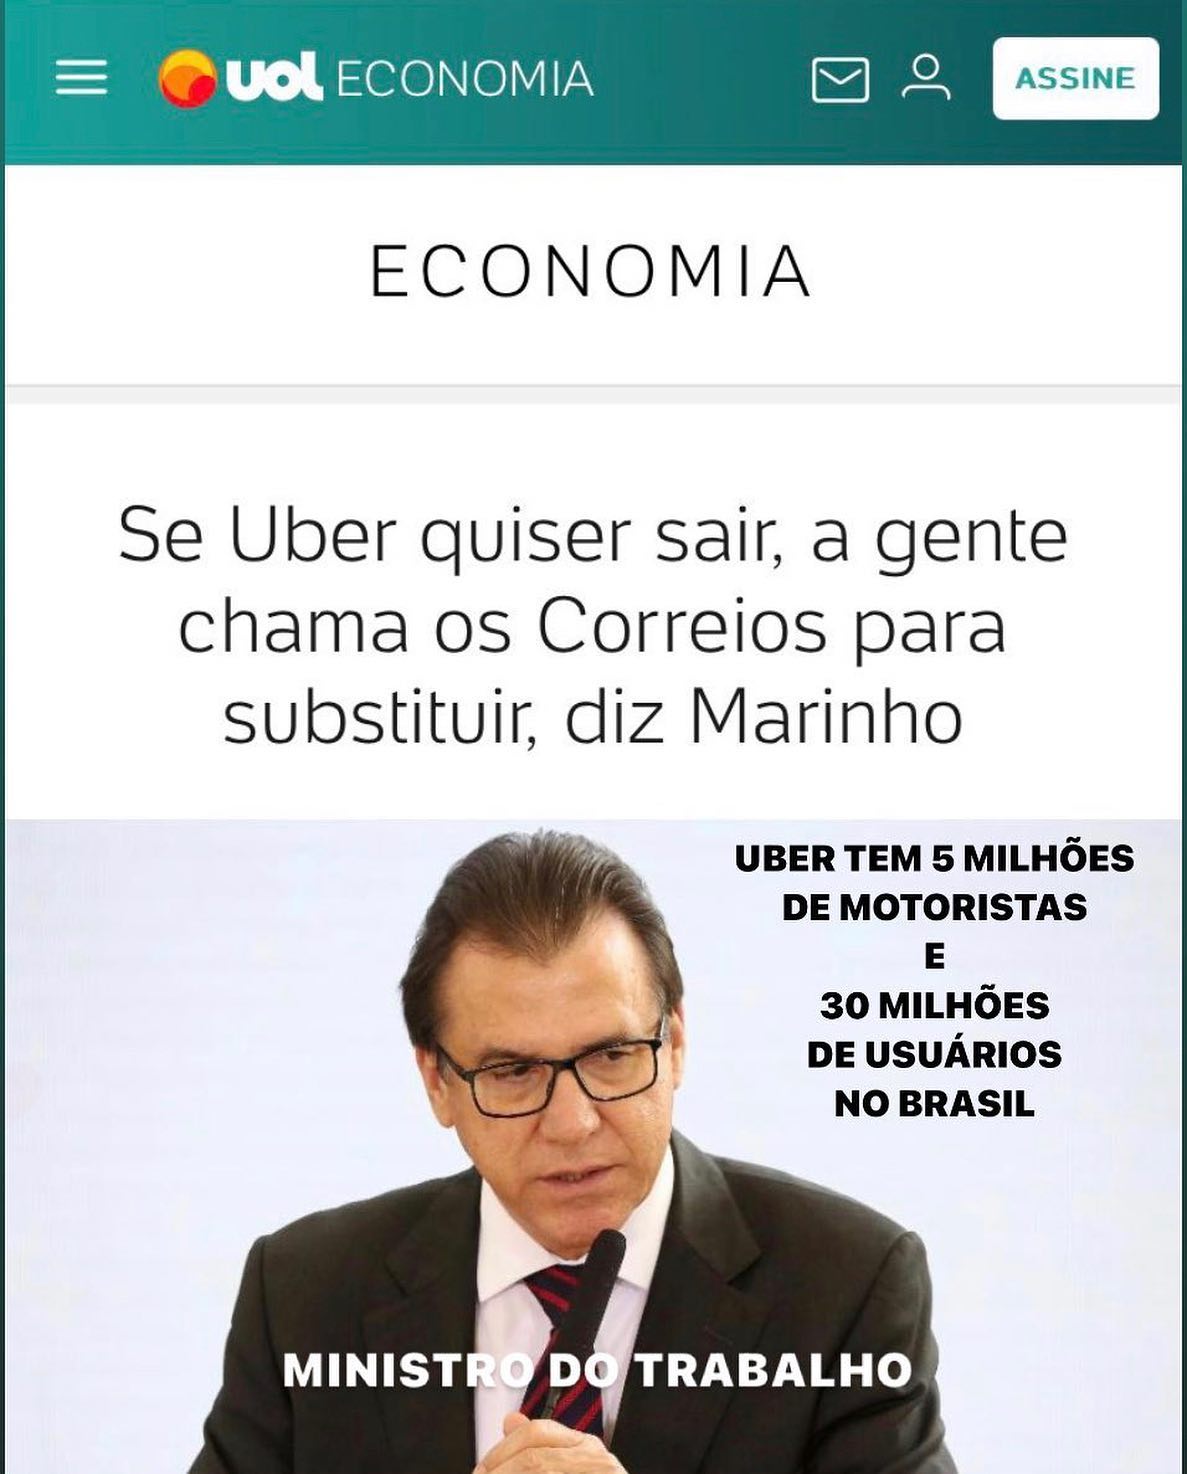 uol ECONOMIA
ASSINE
ECONOMIA
Se Uber quiser sair, a gente
chama os Correios para
substituir, diz Marinho
UBER TEM 5 MILHÕES
DE MOTORISTAS
E
30 MILHÕES
DE USUÁRIOS
NO BRASIL
MINISTRO DO TRABALHO